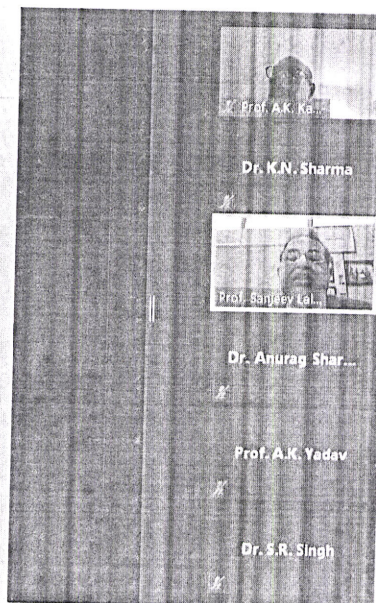 Prof. A.K. Ka...
Dr. K.N. Sharma
Prof. Sanjeev Lal...
Dr. Anurag Shar...
Prof. A.K. Yadav
Dr. S.R. Singh